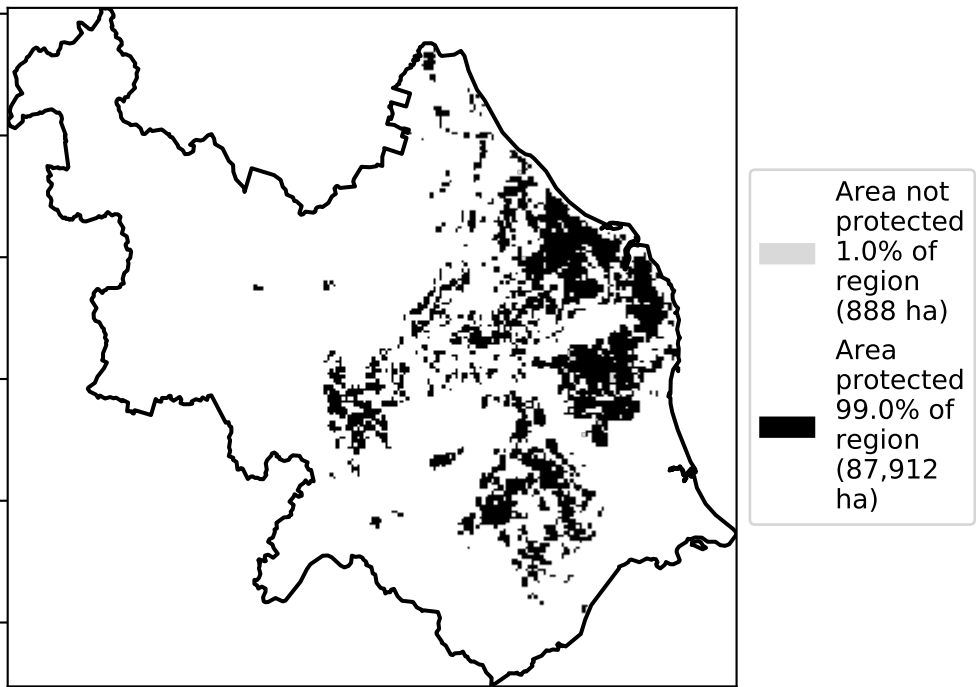 Area not
protected
1.0% of
region
(888 ha)
Area
protected
99.0% of
region
(87,912
ha)